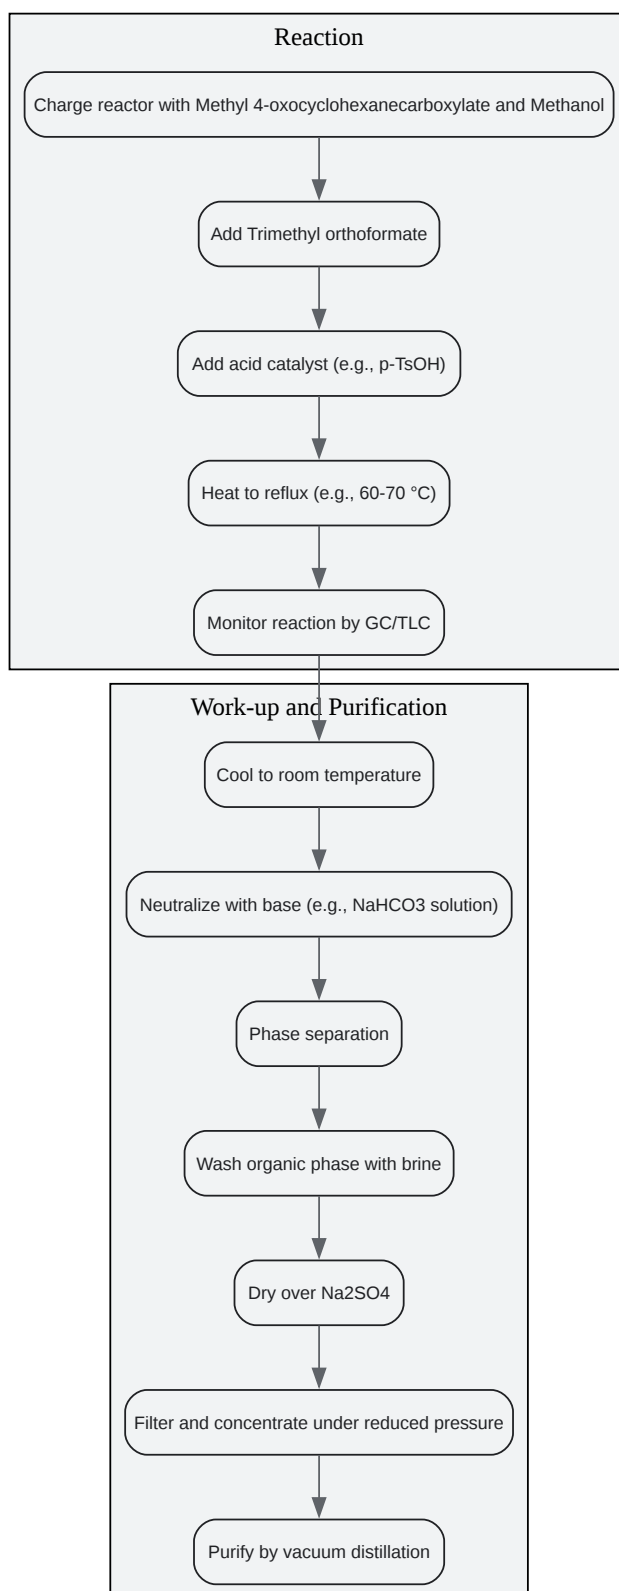 Reaction
Charge reactor with Methyl 4-oxocyclohexanecarboxylate and Methanol
Add Trimethyl orthoformate
Add acid catalyst (e.g., p-TsOH)
Heat to reflux (e.g., 60-70 °C)
Monitor reaction by GC/TLC
Work-up and Purification
Cool to room temperature
Neutralize with base (e.g., NaHCO3 solution)
Phase separation
Wash organic phase with brine
Dry over Na2SO4
Filter and concentrate under reduced pressure
Purify by vacuum distillation